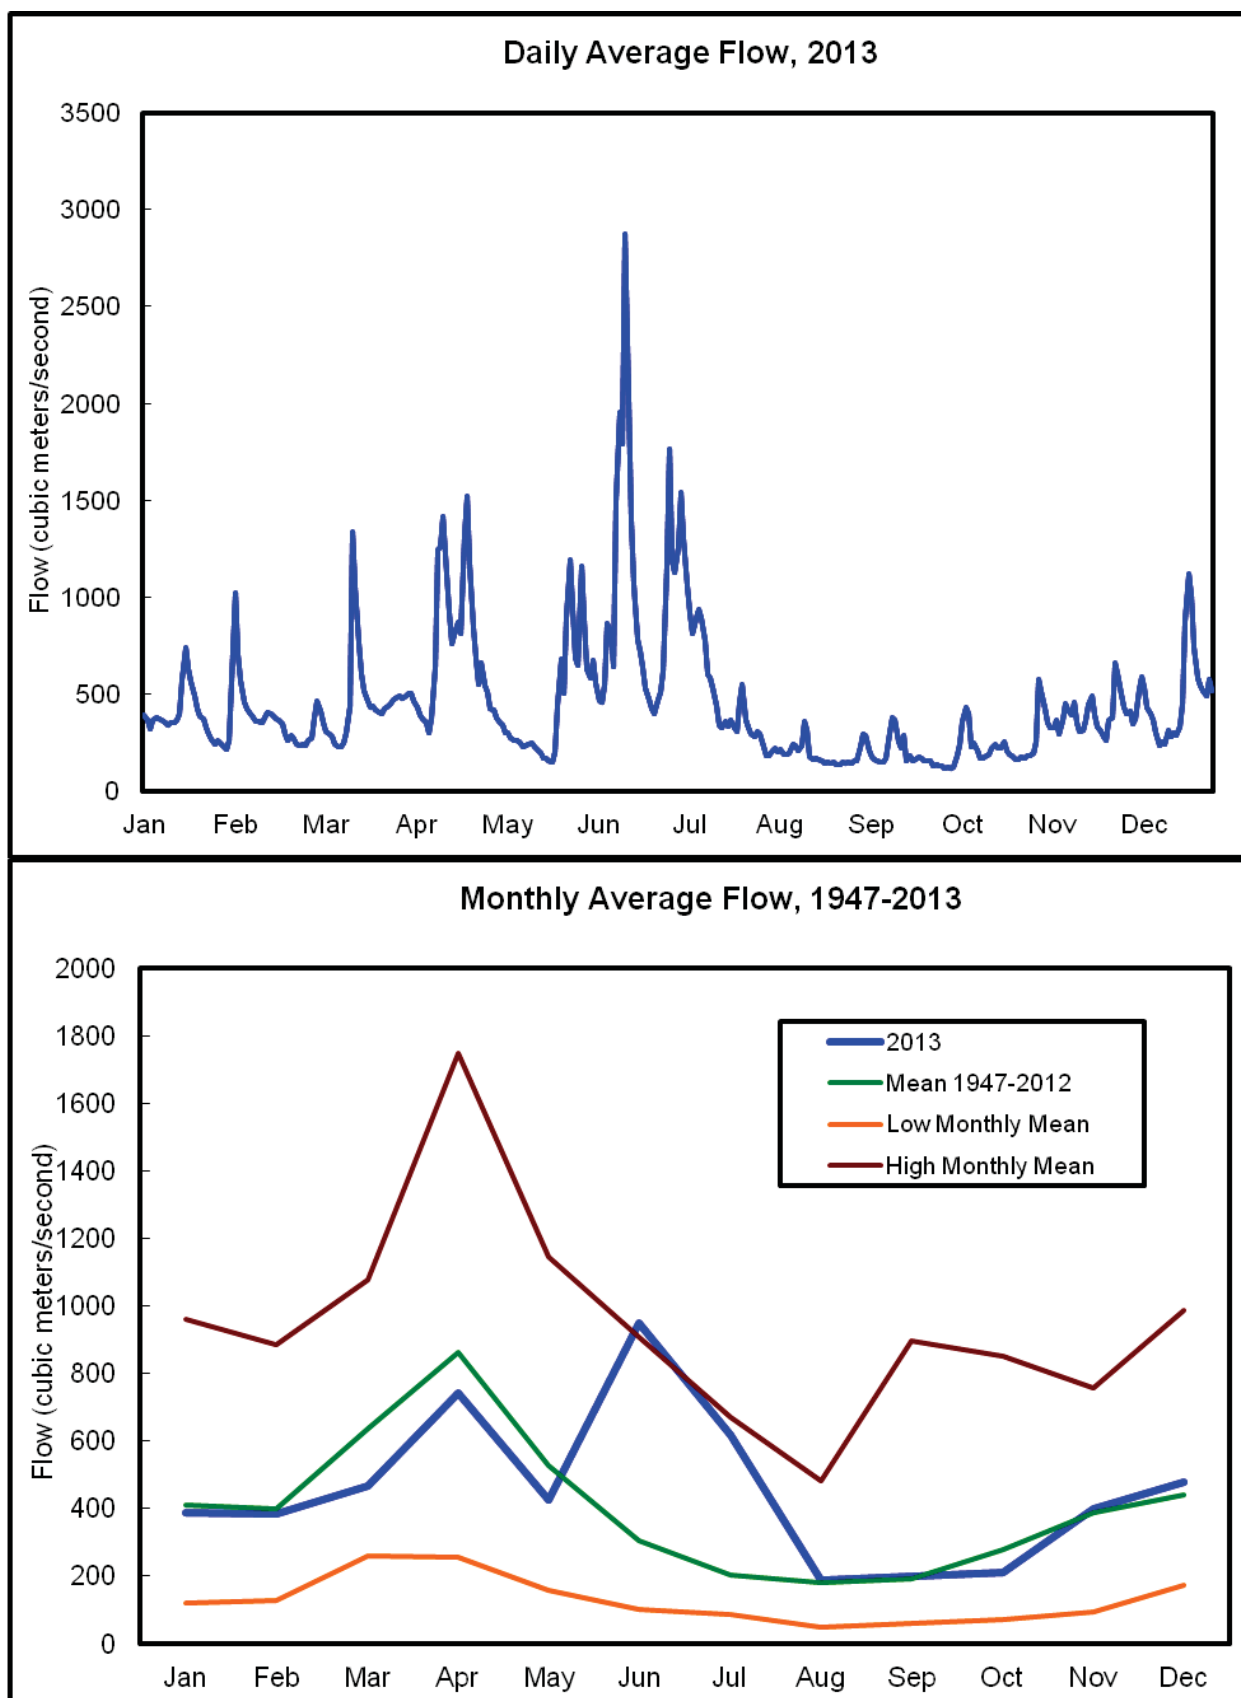 Daily Average Flow, 2013
3500
3000
2500
2000
1500
1000
500
0
Flow (cubic meters/second)
Jan Feb Mar Apr May Jun Jul Aug Sep Oct Nov Dec
Monthly Average Flow, 1947-2013
2000
1800
1600
1400
1200
1000
800
600
400
200
0
Flow (cubic meters/second)
2013
Mean 1947-2012
Low Monthly Mean
High Monthly Mean
Jan Feb Mar Apr May Jun Jul Aug Sep Oct Nov Dec